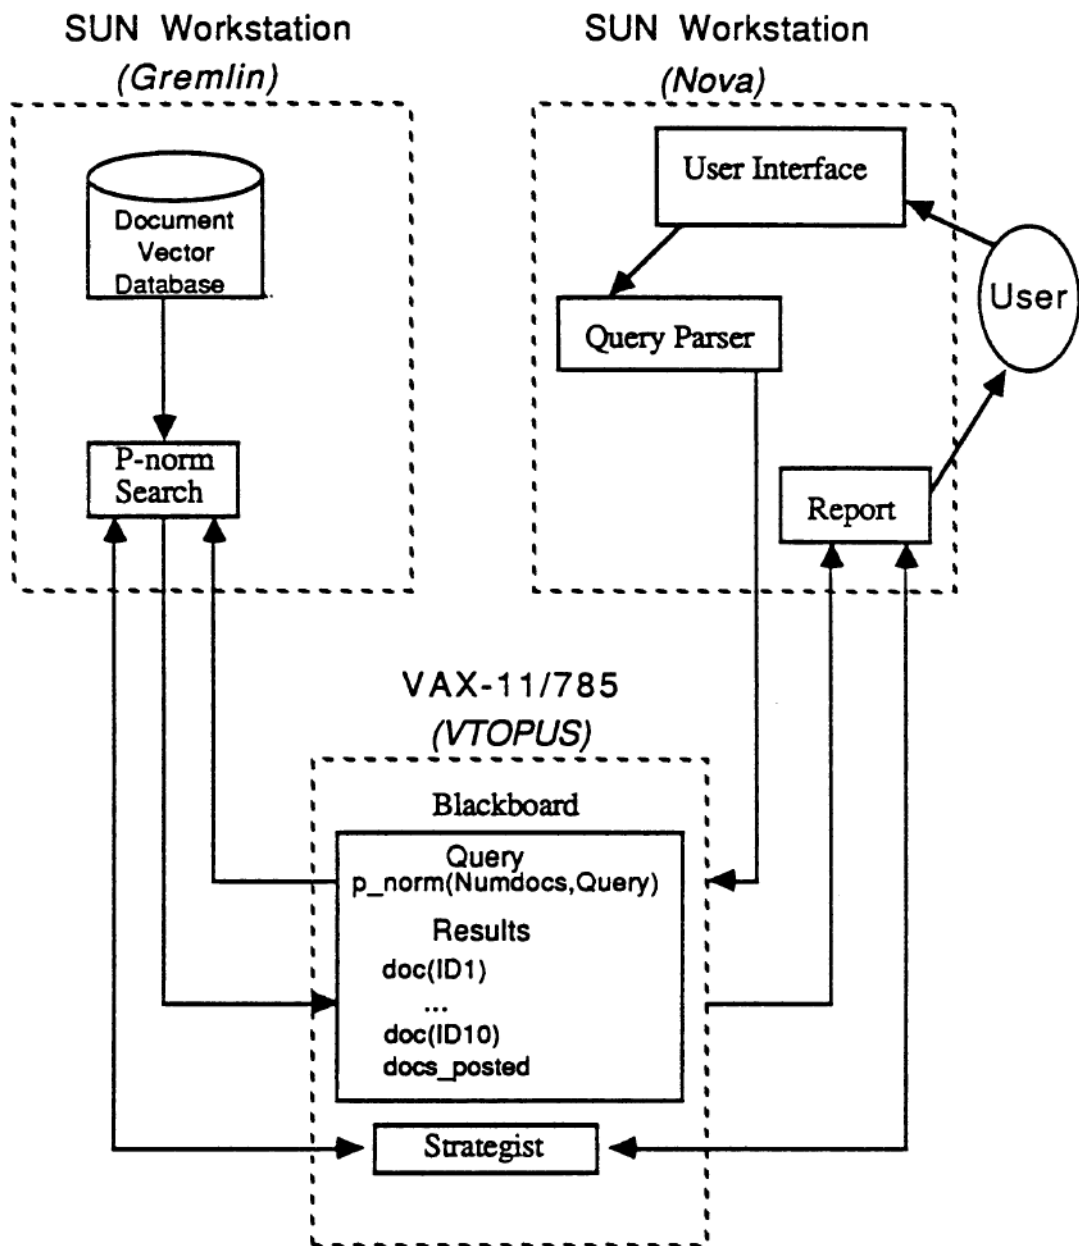 SUN Workstation
(Gremlin)
Document
Vector
Database
P-norm
Search
SUN Workstation
(Nova)
User Interface
Query Parser
User
Report
VAX-11/785
(VTOPUS)
Blackboard
Query
p_norm(Numdocs,Query)
Results
doc(ID1)
...
doc(ID10)
docs_posted
Strategist